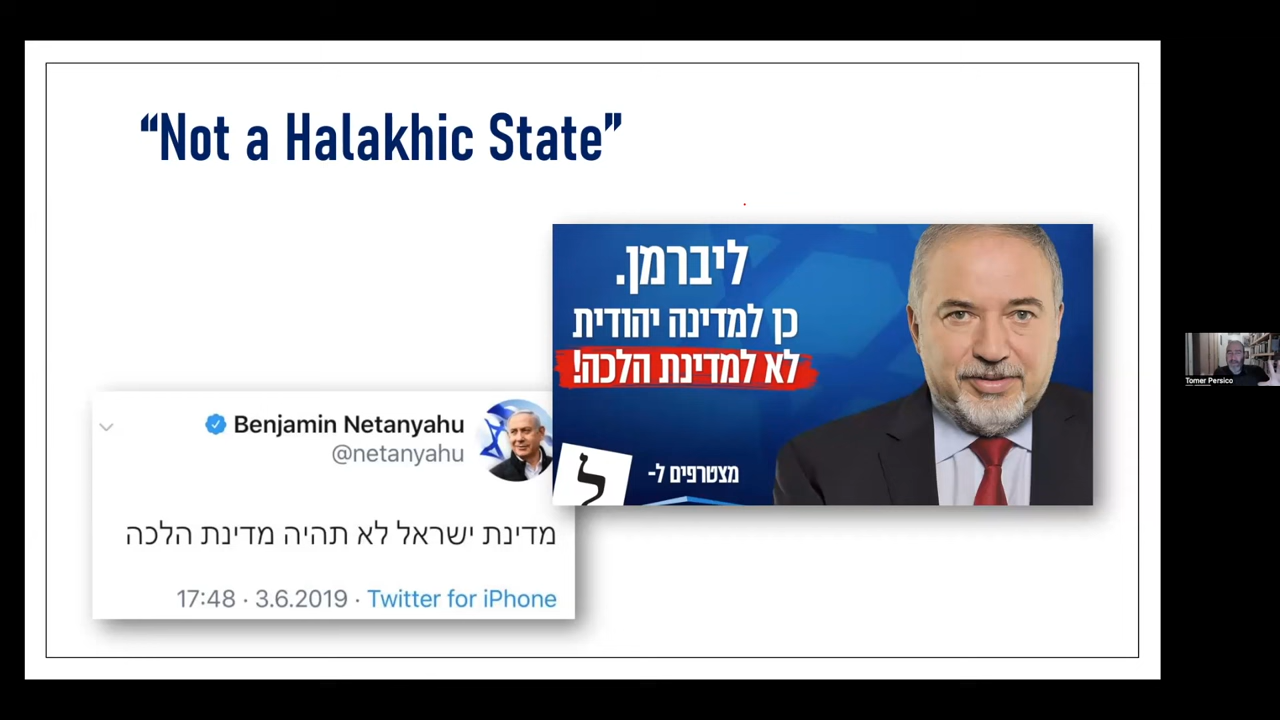 “Not a Halakhic State”
ליברמן.
כן למדינה יהודית
לא למדינת הלכה!
מצטרפים ל-
ל
Benjamin Netanyahu
@netanyahu
מדינת ישראל לא תהיה מדינת הלכה
17:48 · 3.6.2019 · Twitter for iPhone
Tomer Persico